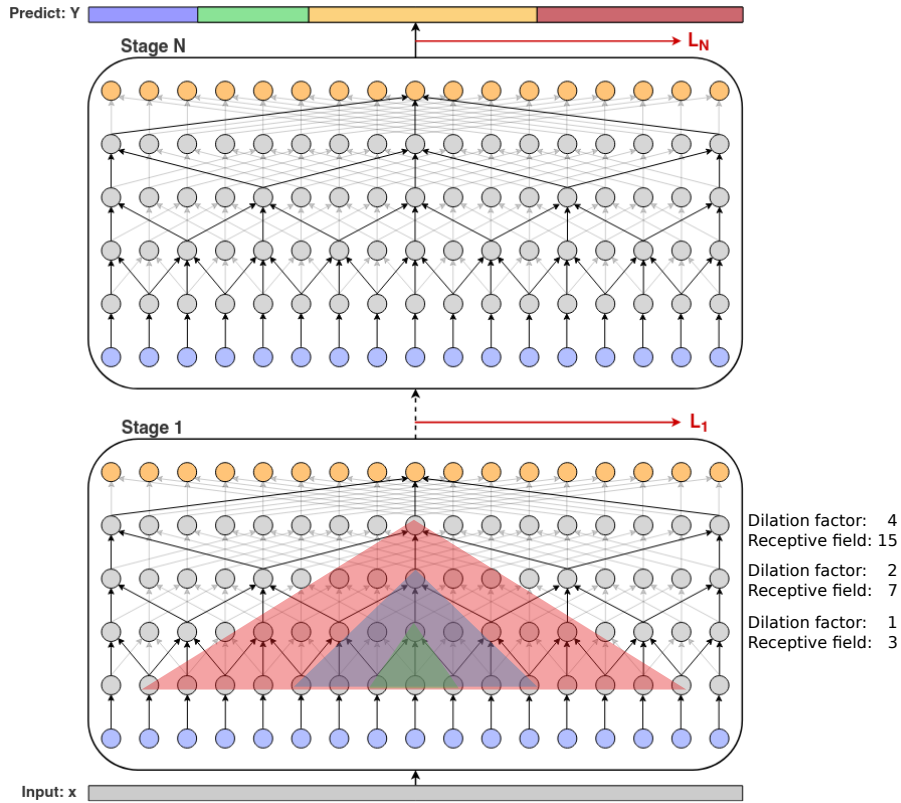 Predict: Y
Stage N
L_N
Stage 1
L_1
Dilation factor: 4
Receptive field: 15
Dilation factor: 2
Receptive field: 7
Dilation factor: 1
Receptive field: 3
Input: x